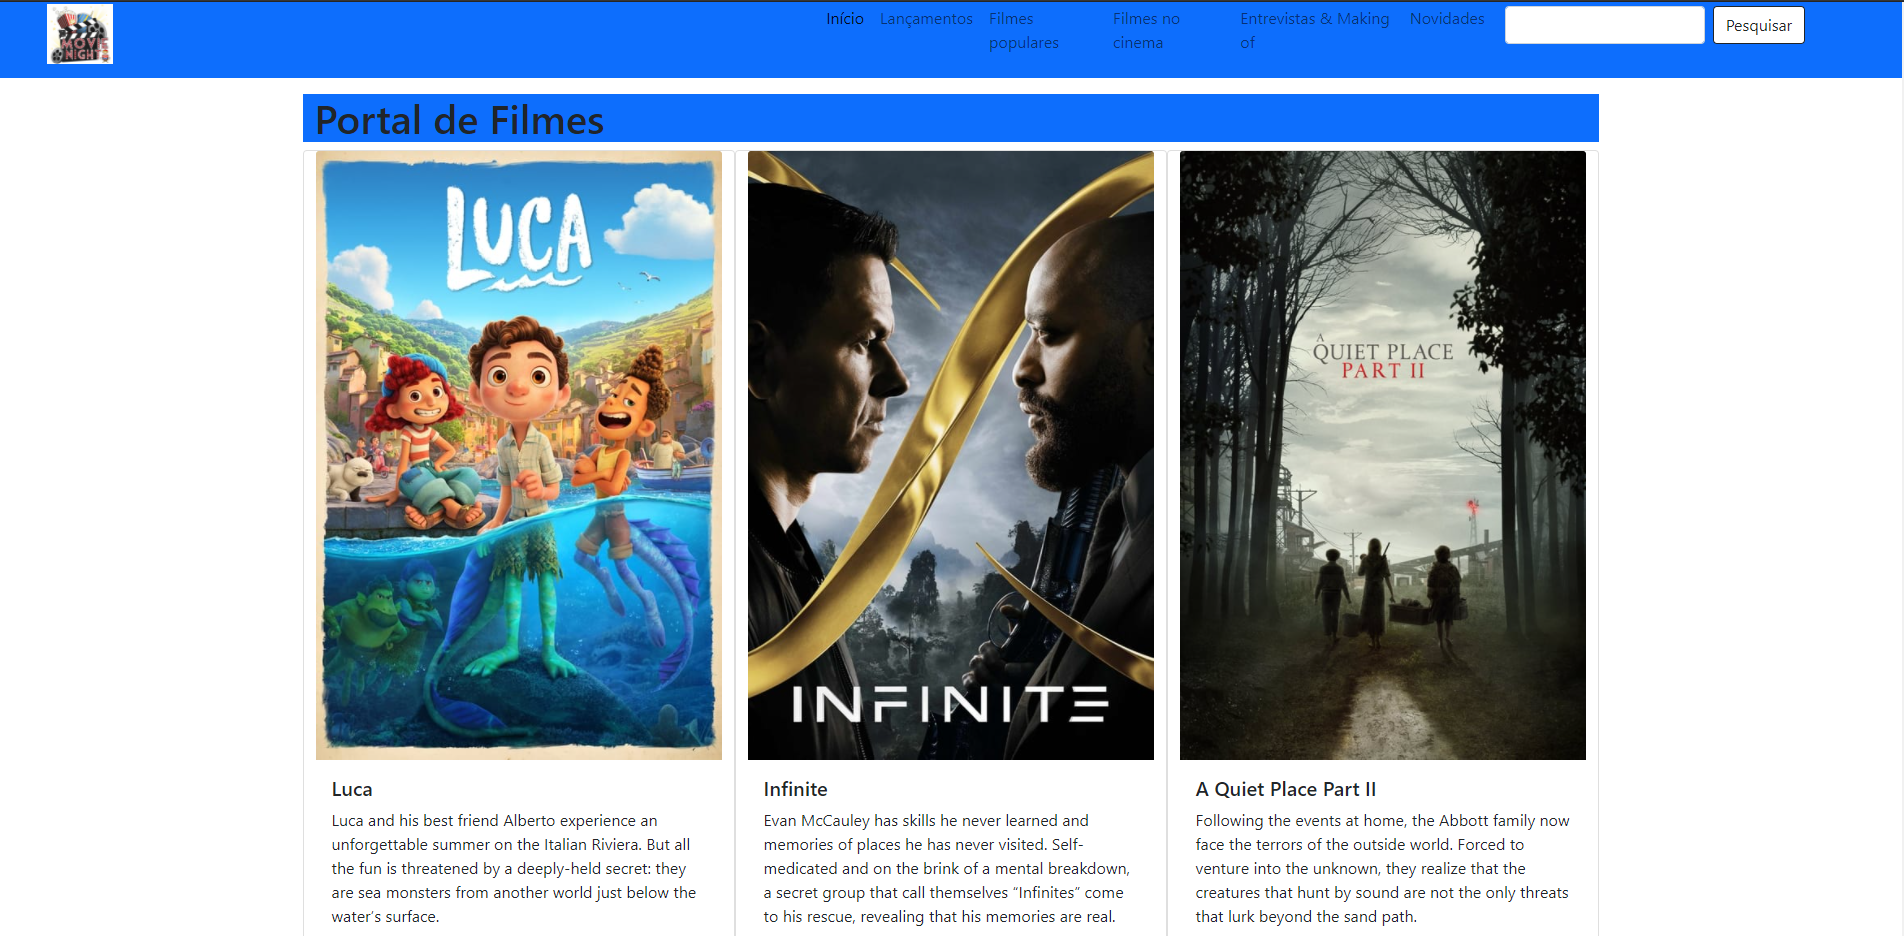 MOVIE
NIGHT
Início Lançamentos Filmes populares Filmes no cinema Entrevistas & Making of Novidades Pesquisar
Portal de Filmes
LUCA
INFINITE
A
QUIET PLACE
PART II
Luca
Luca and his best friend Alberto experience an
unforgettable summer on the Italian Riviera. But all
the fun is threatened by a deeply-held secret: they
are sea monsters from another world just below the
water’s surface.
Infinite
Evan McCauley has skills he never learned and
memories of places he has never visited. Self-
medicated and on the brink of a mental breakdown,
a secret group that call themselves “Infinites” come
to his rescue, revealing that his memories are real.
A Quiet Place Part II
Following the events at home, the Abbott family now
face the terrors of the outside world. Forced to
venture into the unknown, they realize that the
creatures that hunt by sound are not the only threats
that lurk beyond the sand path.